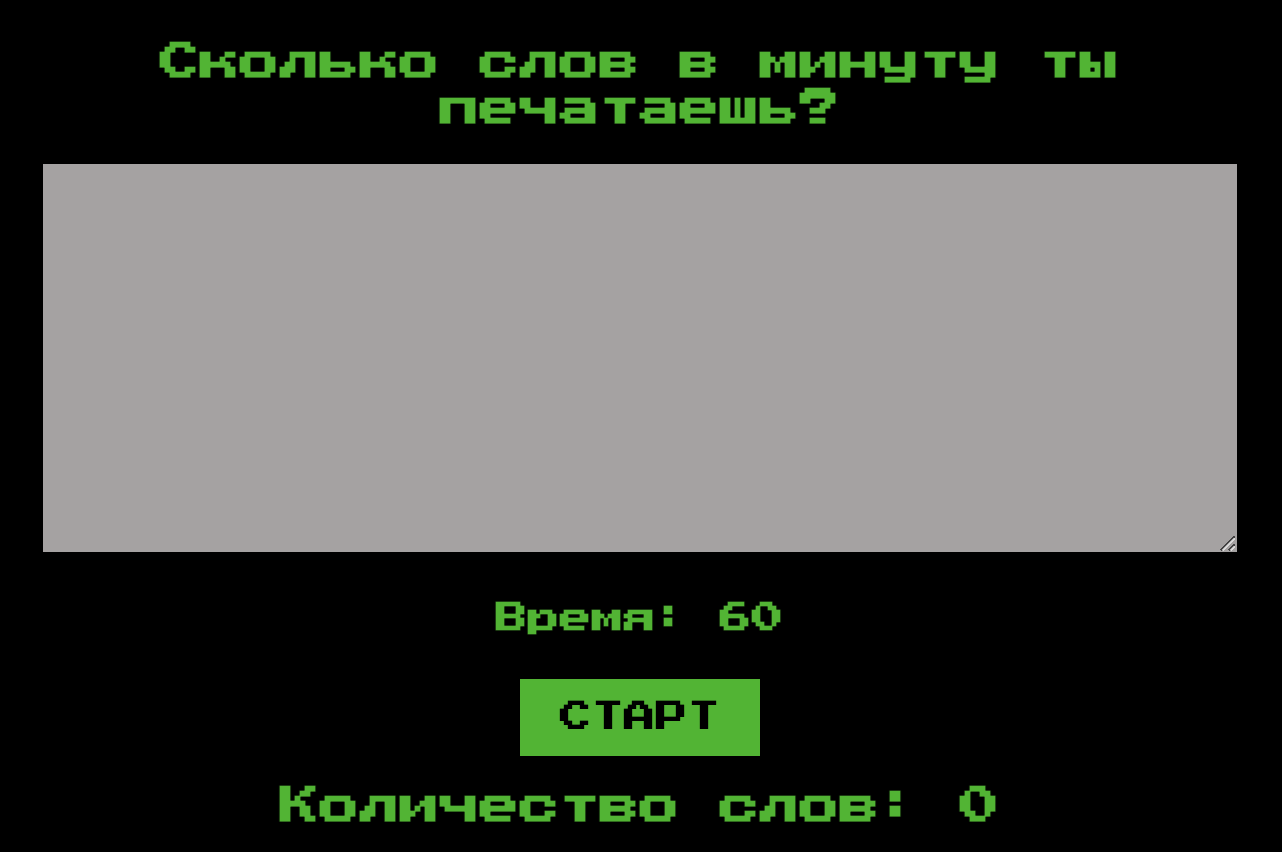 Сколько слов в минуту ты
печатаешь?
Время: 60
СТАРТ
Количество слов: 0